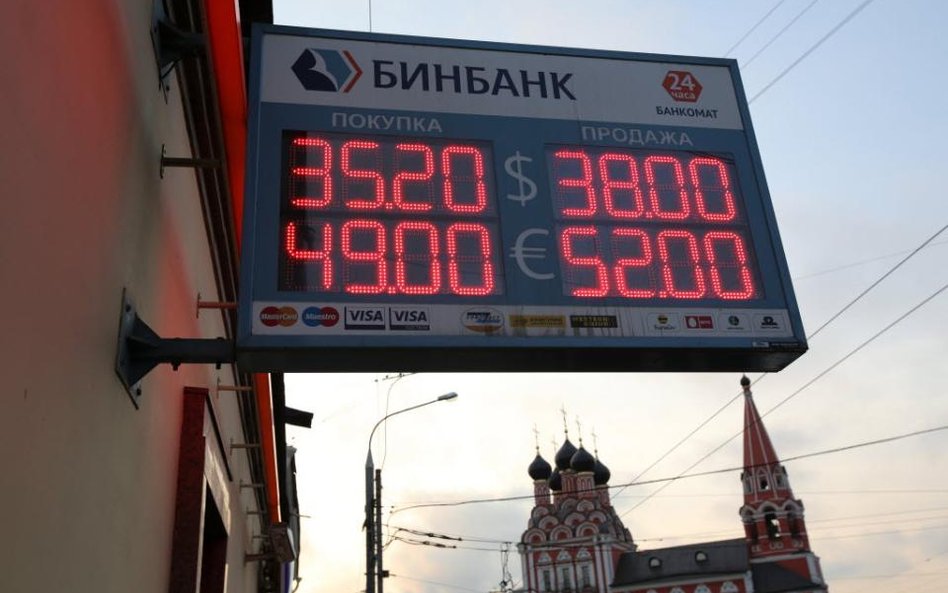 БИНБАНК
24
часа
БАНКОМАТ
ПОКУПКА ПРОДАЖА
35.20 $ 38.00
49.00 € 52.00
MasterCard Maestro VISA VISA